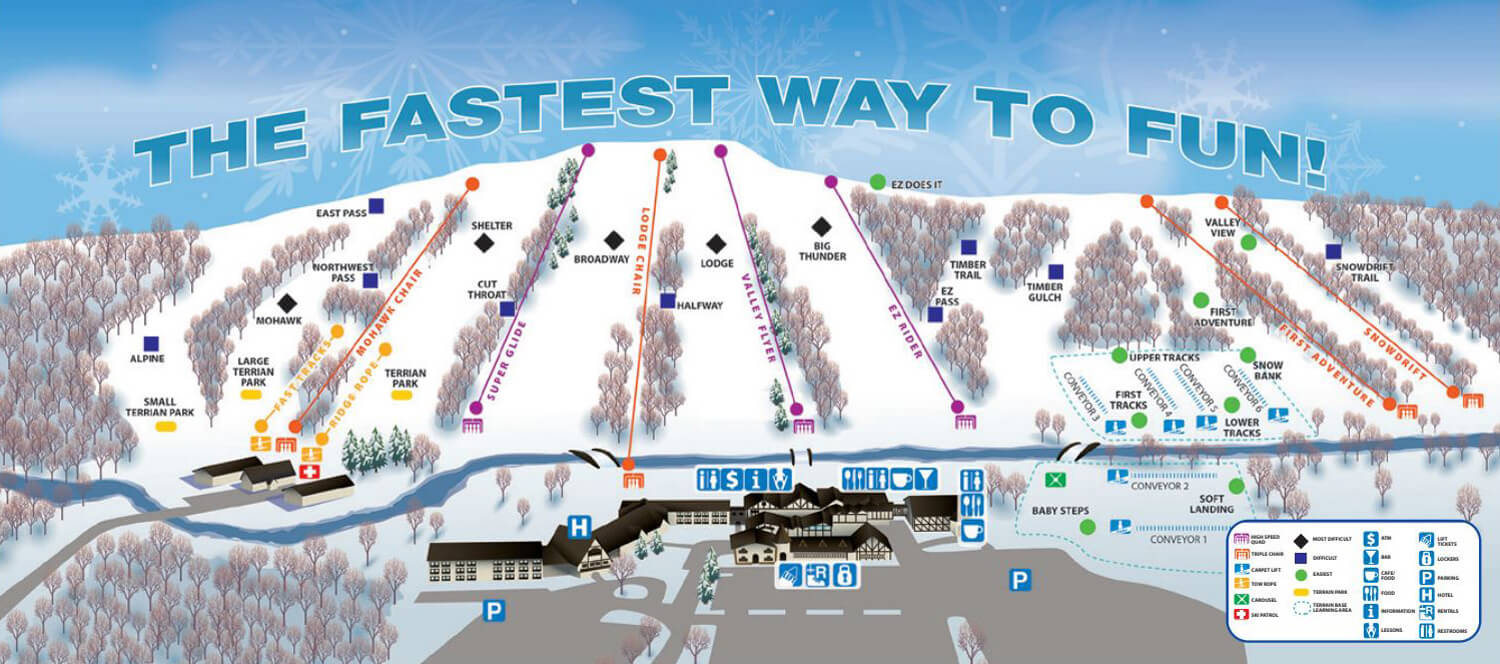 THE FASTEST WAY TO FUN!
EZ DOES IT
EAST PASS
SHELTER
BROADWAY
LODGE CHAIR
LODGE
BIG
THUNDER
VALLEY
VIEW
NORTHWEST
PASS
MOHAWK CHAIR
CUT
THROAT
HALFWAY
VALLEY FLYER
EZ RIDER
TIMBER
TRAIL
TIMBER
GULCH
EZ
PASS
SNOWDRIFT
TRAIL
MOHAWK
FIRST
ADVENTURE
ALPINE
FAST TRACKS
RIDGE ROPE
SUPER GLIDE
FIRST ADVENTURE
SNOWDRIFT
LARGE
TERRIAN
PARK
TERRIAN
PARK
SMALL
TERRIAN PARK
UPPER TRACKS
SNOW
BANK
CONVEYOR 3
CONVEYOR 4
CONVEYOR 5
CONVEYOR 6
FIRST
TRACKS
LOWER
TRACKS
CONVEYOR 2
SOFT
LANDING
BABY STEPS
CONVEYOR 1
$ i
H
R
P
P
HIGH SPEED
QUAD
TRIPLE CHAIR
CARPET LIFT
TOW ROPE
CAROUSEL
SKI PATROL
MOST DIFFICULT
DIFFICULT
EASIEST
TERRAIN PARK
TERRAIN BASE
LEARNING AREA
$ ATM
BAR
CAFE/
FOOD
FOOD
i INFORMATION
LESSONS
LIFT
TICKETS
LOCKERS
P PARKING
H HOTEL
R RENTALS
RESTROOMS